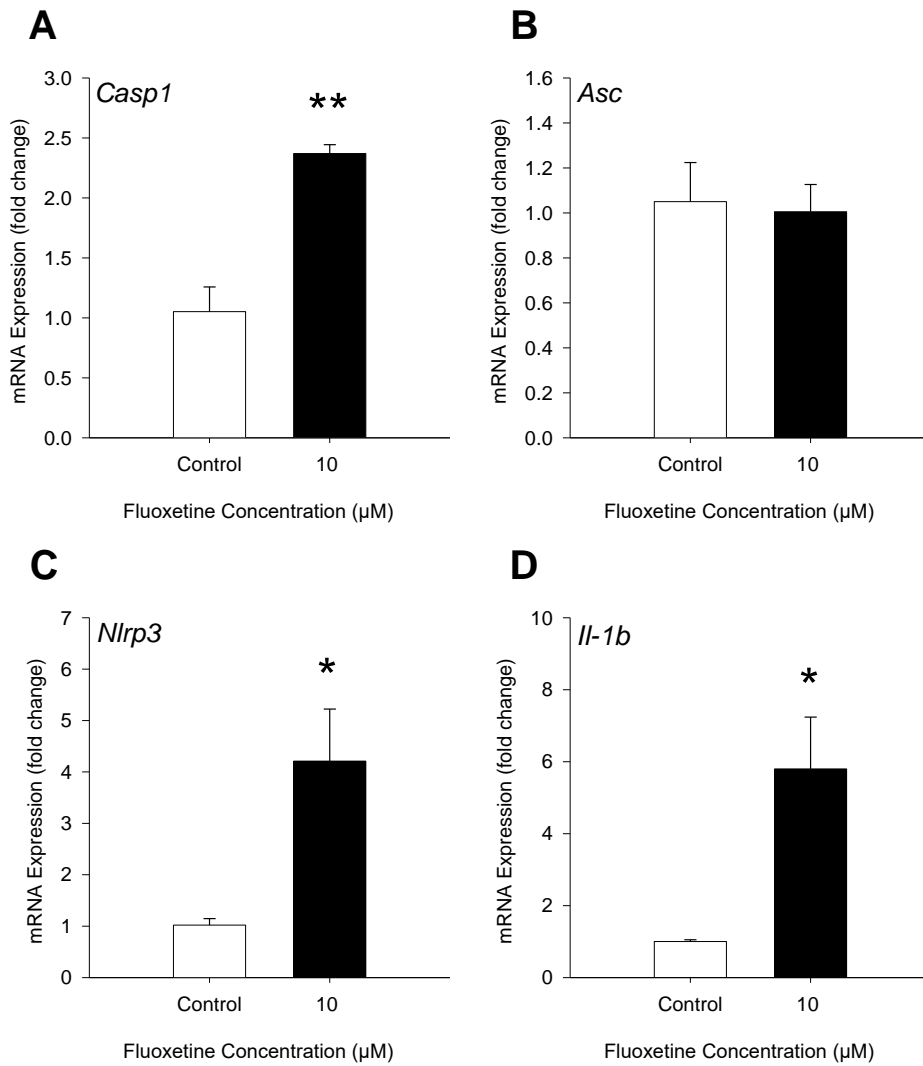 A
mRNA Expression (fold change)
3.0
2.5
2.0
1.5
1.0
0.5
0.0
Casp1
**
Control
10
Fluoxetine Concentration (µM)
B
mRNA Expression (fold change)
1.6
1.4
1.2
1.0
0.8
0.6
0.4
0.2
0.0
Asc
Control
10
Fluoxetine Concentration (µM)
C
mRNA Expression (fold change)
7
6
5
4
3
2
1
0
Nlrp3
*
Control
10
Fluoxetine Concentration (µM)
D
mRNA Expression (fold change)
10
8
6
4
2
0
Il-1b
*
Control
10
Fluoxetine Concentration (µM)